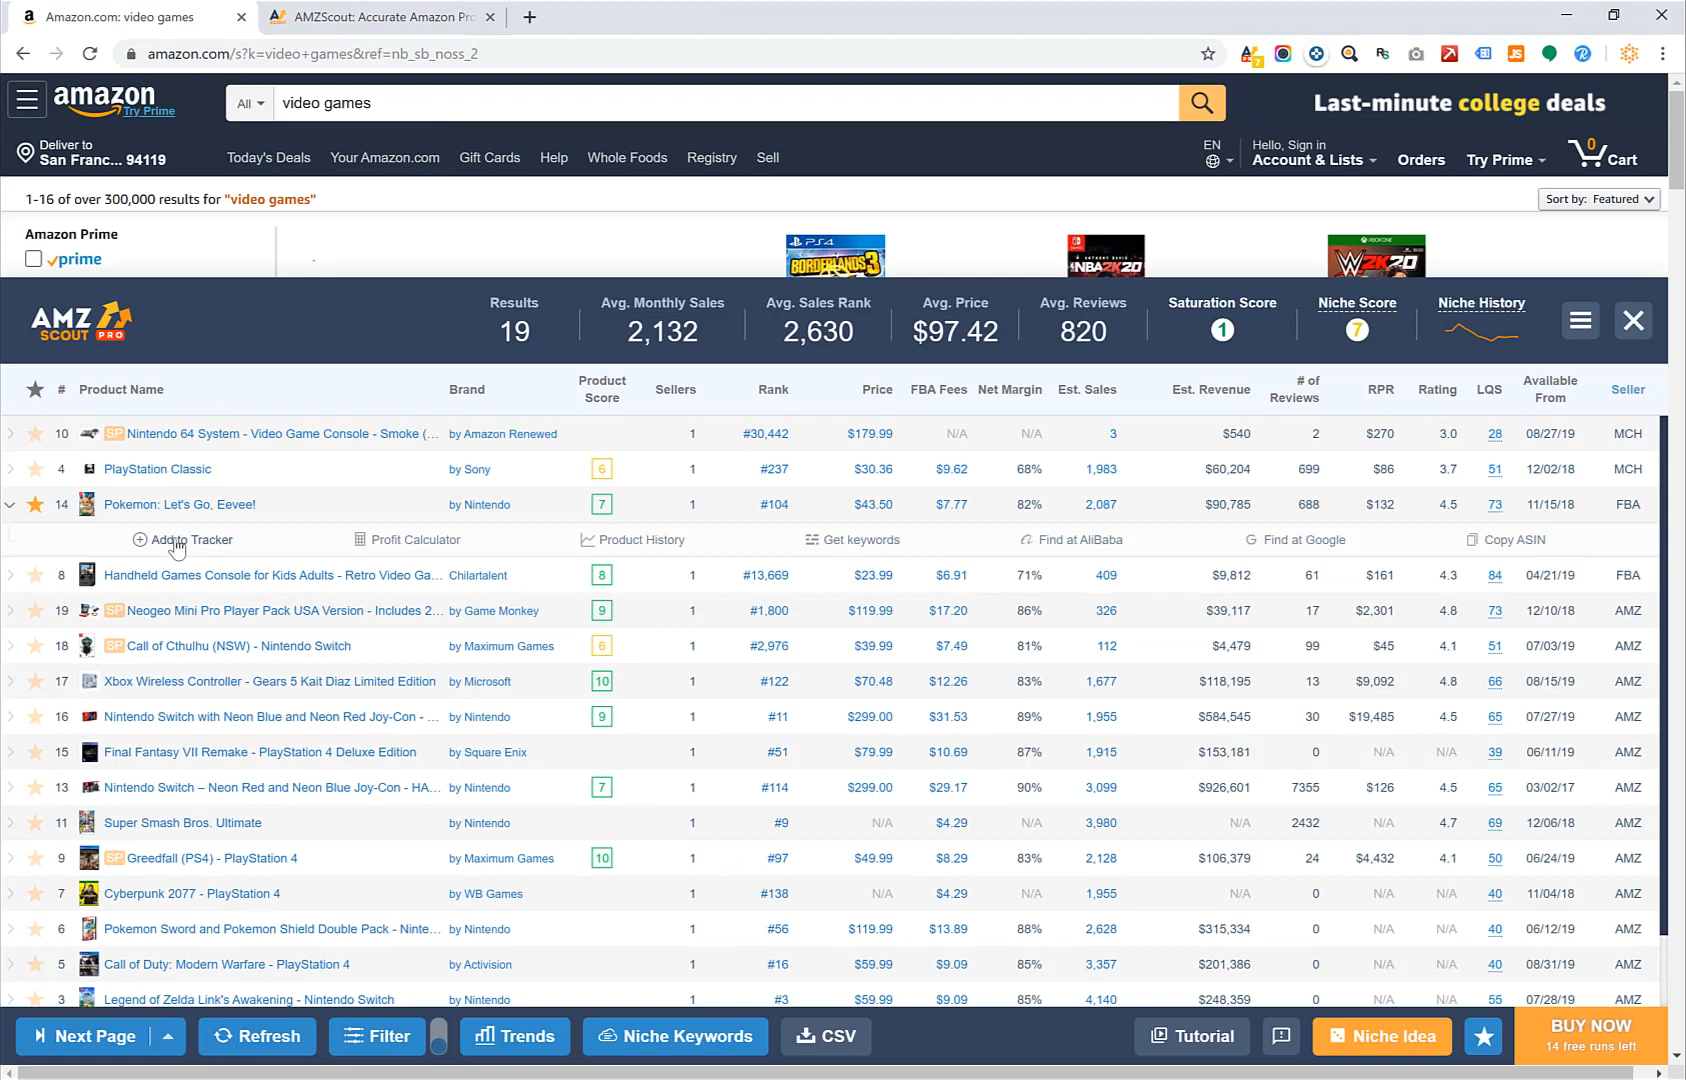 Amazon.com: video games
AMZScout: Accurate Amazon Pro
amazon.com/s?k=video+games&ref=nb_sb_noss_2
amazon
Try Prime
All
video games
Last-minute college deals
Deliver to
San Franc... 94119
Today's Deals Your Amazon.com Gift Cards Help Whole Foods Registry Sell
EN
Hello, Sign in
Account & Lists
Orders
Try Prime
0
Cart
1-16 of over 300,000 results for "video games"
Sort by: Featured
Amazon Prime
prime
PS4
BORDERLANDS 3
NBA 2K20
XBOX ONE
W 2K20
AMZ
SCOUT PRO
Results
19
Avg. Monthly Sales
2,132
Avg. Sales Rank
2,630
Avg. Price
$97.42
Avg. Reviews
820
Saturation Score
1
Niche Score
7
Niche History
# Product Name Brand Product Score Sellers Rank Price FBA Fees Net Margin Est. Sales Est. Revenue # of Reviews RPR Rating LQS Available From Seller
10 SP Nintendo 64 System - Video Game Console - Smoke (... by Amazon Renewed 1 #30,442 $179.99 N/A N/A 3 $540 2 $270 3.0 28 08/27/19 MCH
4 PlayStation Classic by Sony 6 1 #237 $30.36 $9.62 68% 1,983 $60,204 699 $86 3.7 51 12/02/18 MCH
14 Pokemon: Let's Go, Eevee! by Nintendo 7 1 #104 $43.50 $7.77 82% 2,087 $90,785 688 $132 4.5 73 11/15/18 FBA
Add to Tracker Profit Calculator Product History Get keywords Find at AliBaba G Find at Google Copy ASIN
8 Handheld Games Console for Kids Adults - Retro Video Ga... Chilartalent 8 1 #13,669 $23.99 $6.91 71% 409 $9,812 61 $161 4.3 84 04/21/19 FBA
19 SP Neogeo Mini Pro Player Pack USA Version - Includes 2... by Game Monkey 9 1 #1,800 $119.99 $17.20 86% 326 $39,117 17 $2,301 4.8 73 12/10/18 AMZ
18 SP Call of Cthulhu (NSW) - Nintendo Switch by Maximum Games 6 1 #2,976 $39.99 $7.49 81% 112 $4,479 99 $45 4.1 51 07/03/19 AMZ
17 Xbox Wireless Controller - Gears 5 Kait Diaz Limited Edition by Microsoft 10 1 #122 $70.48 $12.26 83% 1,677 $118,195 13 $9,092 4.8 66 08/15/19 AMZ
16 Nintendo Switch with Neon Blue and Neon Red Joy-Con - ... by Nintendo 9 1 #11 $299.00 $31.53 89% 1,955 $584,545 30 $19,485 4.5 65 07/27/19 AMZ
15 Final Fantasy VII Remake - PlayStation 4 Deluxe Edition by Square Enix 1 #51 $79.99 $10.69 87% 1,915 $153,181 0 N/A N/A 39 06/11/19 AMZ
13 Nintendo Switch – Neon Red and Neon Blue Joy-Con - HA... by Nintendo 7 1 #114 $299.00 $29.17 90% 3,099 $926,601 7355 $126 4.5 65 03/02/17 AMZ
11 Super Smash Bros. Ultimate by Nintendo 1 #9 N/A $4.29 N/A 3,980 N/A 2432 N/A 4.7 69 12/06/18 AMZ
9 SP Greedfall (PS4) - PlayStation 4 by Maximum Games 10 1 #97 $49.99 $8.29 83% 2,128 $106,379 24 $4,432 4.1 50 06/24/19 AMZ
7 Cyberpunk 2077 - PlayStation 4 by WB Games 1 #138 N/A $4.29 N/A 1,955 N/A 0 N/A N/A 40 11/04/18 AMZ
6 Pokemon Sword and Pokemon Shield Double Pack - Ninte... by Nintendo 1 #56 $119.99 $13.89 88% 2,628 $315,334 0 N/A N/A 40 06/12/19 AMZ
5 Call of Duty: Modern Warfare - PlayStation 4 by Activision 1 #16 $59.99 $9.09 85% 3,357 $201,386 0 N/A N/A 40 08/31/19 AMZ
3 Legend of Zelda Link's Awakening - Nintendo Switch by Nintendo 1 #3 $59.99 $9.09 85% 4,140 $248,359 0 N/A N/A 55 07/28/19 AMZ
Next Page Refresh Filter Trends Niche Keywords CSV Tutorial Niche Idea
BUY NOW
14 free runs left